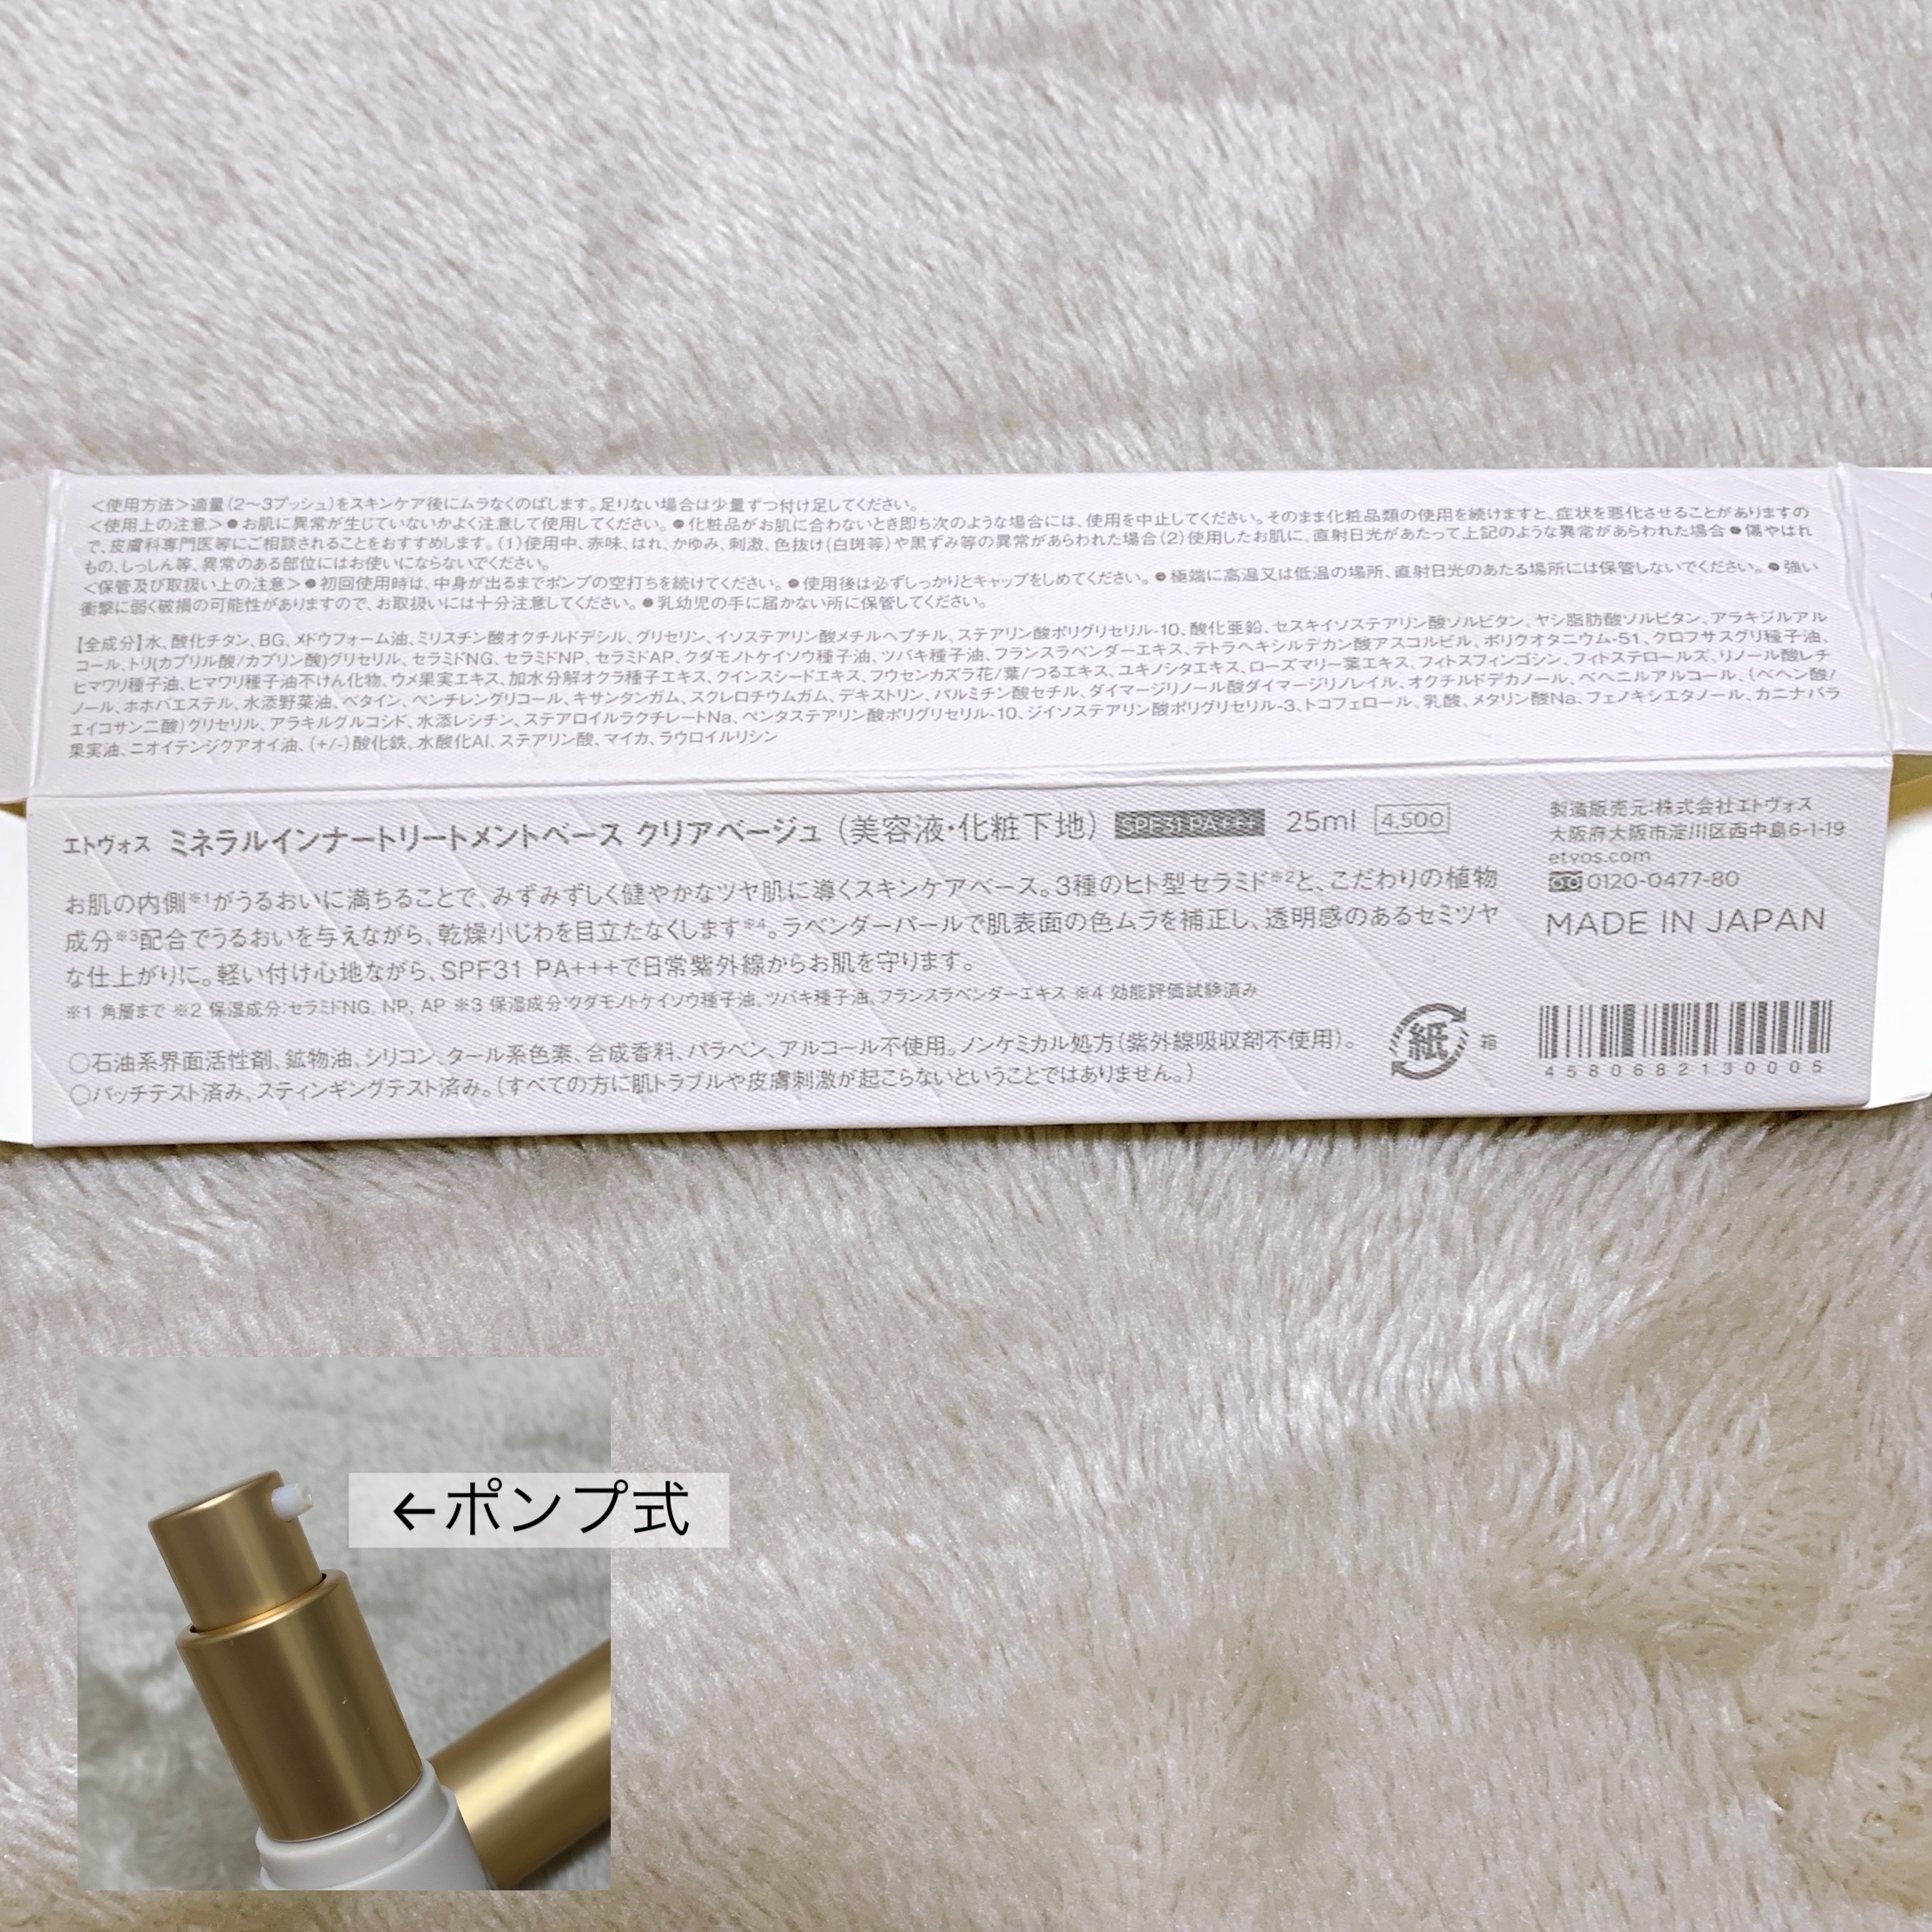 <使用方法>適量(2〜3プッシュ)をスキンケア後にムラなくのばします。足りない場合は少量ずつ付け足してください。
<使用上の注意>●お肌に異常が生じていないかよく注意して使用してください。●化粧品がお肌に合わないとき即ち次のような場合には、使用を中止してください。そのまま化粧品類の使用を続けますと、症状を悪化させることがありますの
で、皮膚科専門医等にご相談されることをおすすめします。(1)使用中、赤味、はれ、かゆみ、刺激、色抜け(白斑等)や黒ずみ等の異常があらわれた場合(2)使用したお肌に、直射日光があたって上記のような異常があらわれた場合●傷やはれ
もの、しっしん等、異常のある部位にはお使いにならないでください。
<保管及び取扱い上の注意>●初回使用時は、中身が出るまでポンプの空打ちを続けてください。●使用後は必ずしっかりとキャップをしめてください。●極端に高温又は低温の場所、直射日光のあたる場所には保管しないでください。●強い
衝撃に弱く破損の可能性がありますので、お取扱いには十分注意してください。●乳幼児の手に届かない所に保管してください。
【全成分】水、酸化チタン、BG、メドウフォーム油、ミリスチン酸オクチルドデシル、グリセリン、イソステアリン酸メチルヘプチル、ステアリン酸ポリグリセリル-10、酸化亜鉛、セスキイソステアリン酸ソルビタン、ヤシ脂肪酸ソルビタン、アラキジルアル
コール、トリ(カプリル酸/カプリン酸)グリセリル、セラミドNG、セラミドNP、セラミドAP、クダモノトケイソウ種子油、ツバキ種子油、フランスラベンダーエキス、テトラヘキシルデカン酸アスコルビル、ポリクオタニウム-51、クロフサスグリ種子油、
ヒマワリ種子油、ヒマワリ種子油不けん化物、ウメ果実エキス、加水分解オクラ種子エキス、クインスシードエキス、フウセンカズラ花/葉/つるエキス、ユキノシタエキス、ローズマリー葉エキス、フィトスフィンゴシン、フィトステロールズ、リノール酸レチ
ノール、ホホバエステル、水添野菜油、ベタイン、ペンチレングリコール、キサンタンガム、スクレロチウムガム、デキストリン、パルミチン酸セチル、ダイマージリノール酸ダイマージリノレイル、オクチルドデカノール、ベヘニルアルコール、(ベヘン酸/
エイコサン二酸)グリセリル、アラキルグルコシド、水添レシチン、ステアロイルラクチレートNa、ペンタステアリン酸ポリグリセリル-10、ジイソステアリン酸ポリグリセリル-3、トコフェロール、乳酸、メタリン酸Na、フェノキシエタノール、カニナバラ
果実油、ニオイテンジクアオイ油、(+/-)酸化鉄、水酸化Al、ステアリン酸、マイカ、ラウロイルリシン
エトヴォス ミネラルインナートリートメントベース クリアベージュ (美容液・化粧下地) SPF31 PA+++ 25ml 4,500
お肌の内側※1がうるおいに満ちることで、みずみずしく健やかなツヤ肌に導くスキンケアベース。3種のヒト型セラミド※2と、こだわりの植物
成分※3配合でうるおいを与えながら、乾燥小じわを目立たなくします※4。ラベンダーパールで肌表面の色ムラを補正し、透明感のあるセミツヤ
な仕上がりに。軽い付け心地ながら、SPF31 PA+++で日常紫外線からお肌を守ります。
※1 角層まで ※2 保湿成分:セラミドNG, NP, AP ※3 保湿成分:クダモノトケイソウ種子油、ツバキ種子油、フランスラベンダーエキス ※4 効能評価試験済み
○石油系界面活性剤、鉱物油、シリコン、タール系色素、合成香料、パラベン、アルコール不使用。ノンケミカル処方(紫外線吸収剤不使用)。
○パッチテスト済み、スティンギングテスト済み。(すべての方に肌トラブルや皮膚刺激が起こらないということではありません。)
製造販売元:株式会社エトヴォス
大阪府大阪市淀川区西中島6-1-19
etvos.com
0120-0477-80
MADE IN JAPAN
紙 箱
4580682130005
←ポンプ式